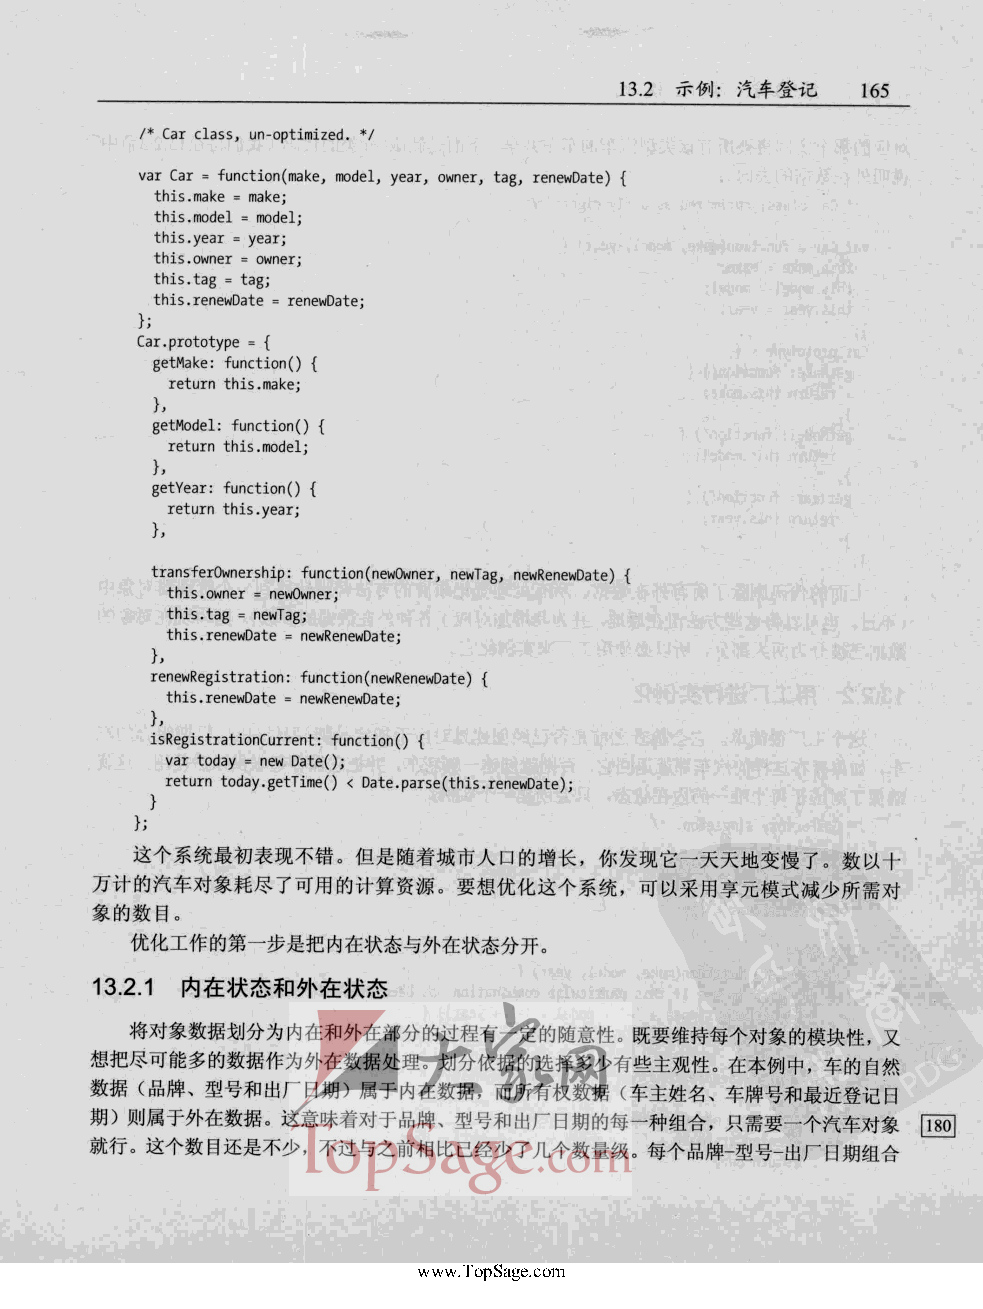 13.2 示例：汽车登记 165
/* Car class, un-optimized. */
var Car = function(make, model, year, owner, tag, renewDate) {
this.make = make;
this.model = model;
this.year = year;
this.owner = owner;
this.tag = tag;
this.renewDate = renewDate;
};
Car.prototype = {
getMake: function() {
return this.make;
},
getModel: function() {
return this.model;
},
getYear: function() {
return this.year;
},
transferOwnership: function(newOwner, newTag, newRenewDate) {
this.owner = newOwner;
this.tag = newTag;
this.renewDate = newRenewDate;
},
renewRegistration: function(newRenewDate) {
this.renewDate = newRenewDate;
},
isRegistrationCurrent: function() {
var today = new Date();
return today.getTime() < Date.parse(this.renewDate);
}
};
这个系统最初表现不错。但是随着城市人口的增长，你发现它一天天地变慢了。数以十
万计的汽车对象耗尽了可用的计算资源。要想优化这个系统，可以采用享元模式减少所需对
象的数目。
优化工作的第一步是把内在状态与外在状态分开。
13.2.1 内在状态和外在状态
将对象数据划分为内在和外在部分的过程有一定的随意性。既要维持每个对象的模块性，又
想把尽可能多的数据作为外在数据处理。划分依据的选择多少有些主观性。在本例中，车的自然
数据（品牌、型号和出厂日期）属于内在数据，而所有权数据（车主姓名、车牌号和最近登记日
期）则属于外在数据。这意味着对于品牌、型号和出厂日期的每一种组合，只需要一个汽车对象
180
就行。这个数目还是不少，不过与之前相比已经少了几个数量级。每个品牌-型号-出厂日期组合
大家网
TopSage.com
www.TopSage.com